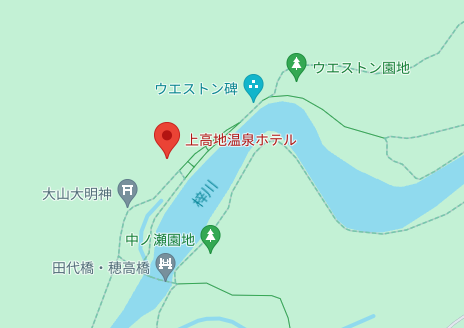 ウエストン園地
ウエストン碑
上高地温泉ホテル
大山大明神
梓川
中ノ瀬園地
田代橋・穂高橋